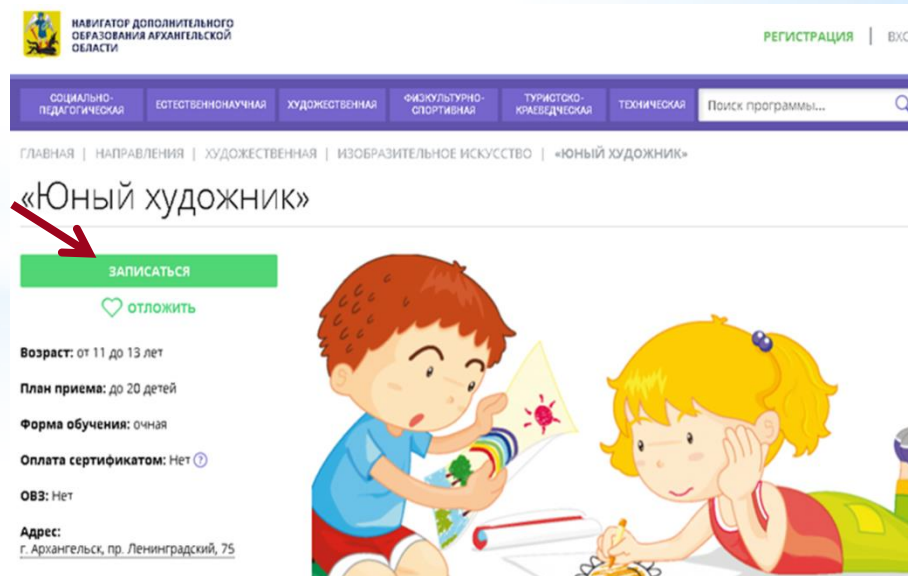 НАВИГАТОР ДОПОЛНИТЕЛЬНОГО
ОБРАЗОВАНИЯ АРХАНГЕЛЬСКОЙ
ОБЛАСТИ
РЕГИСТРАЦИЯ | ВХО
СОЦИАЛЬНО-
ПЕДАГОГИЧЕСКАЯ
ЕСТЕСТВЕННОНАУЧНАЯ
ХУДОЖЕСТВЕННАЯ
ФИЗКУЛЬТУРНО-
СПОРТИВНАЯ
ТУРИСТСКО-
КРАЕВЕДЧЕСКАЯ
ТЕХНИЧЕСКАЯ
Поиск программы...
ГЛАВНАЯ | НАПРАВЛЕНИЯ | ХУДОЖЕСТВЕННАЯ | ИЗОБРАЗИТЕЛЬНОЕ ИСКУССТВО | «ЮНЫЙ ХУДОЖНИК»
«Юный художник»
ЗАПИСАТЬСЯ
ОТЛОЖИТЬ
Возраст: от 11 до 13 лет
План приема: до 20 детей
Форма обучения: очная
Оплата сертификатом: Нет ?
ОВЗ: Нет
Адрес:
г. Архангельск, пр. Ленинградский, 75